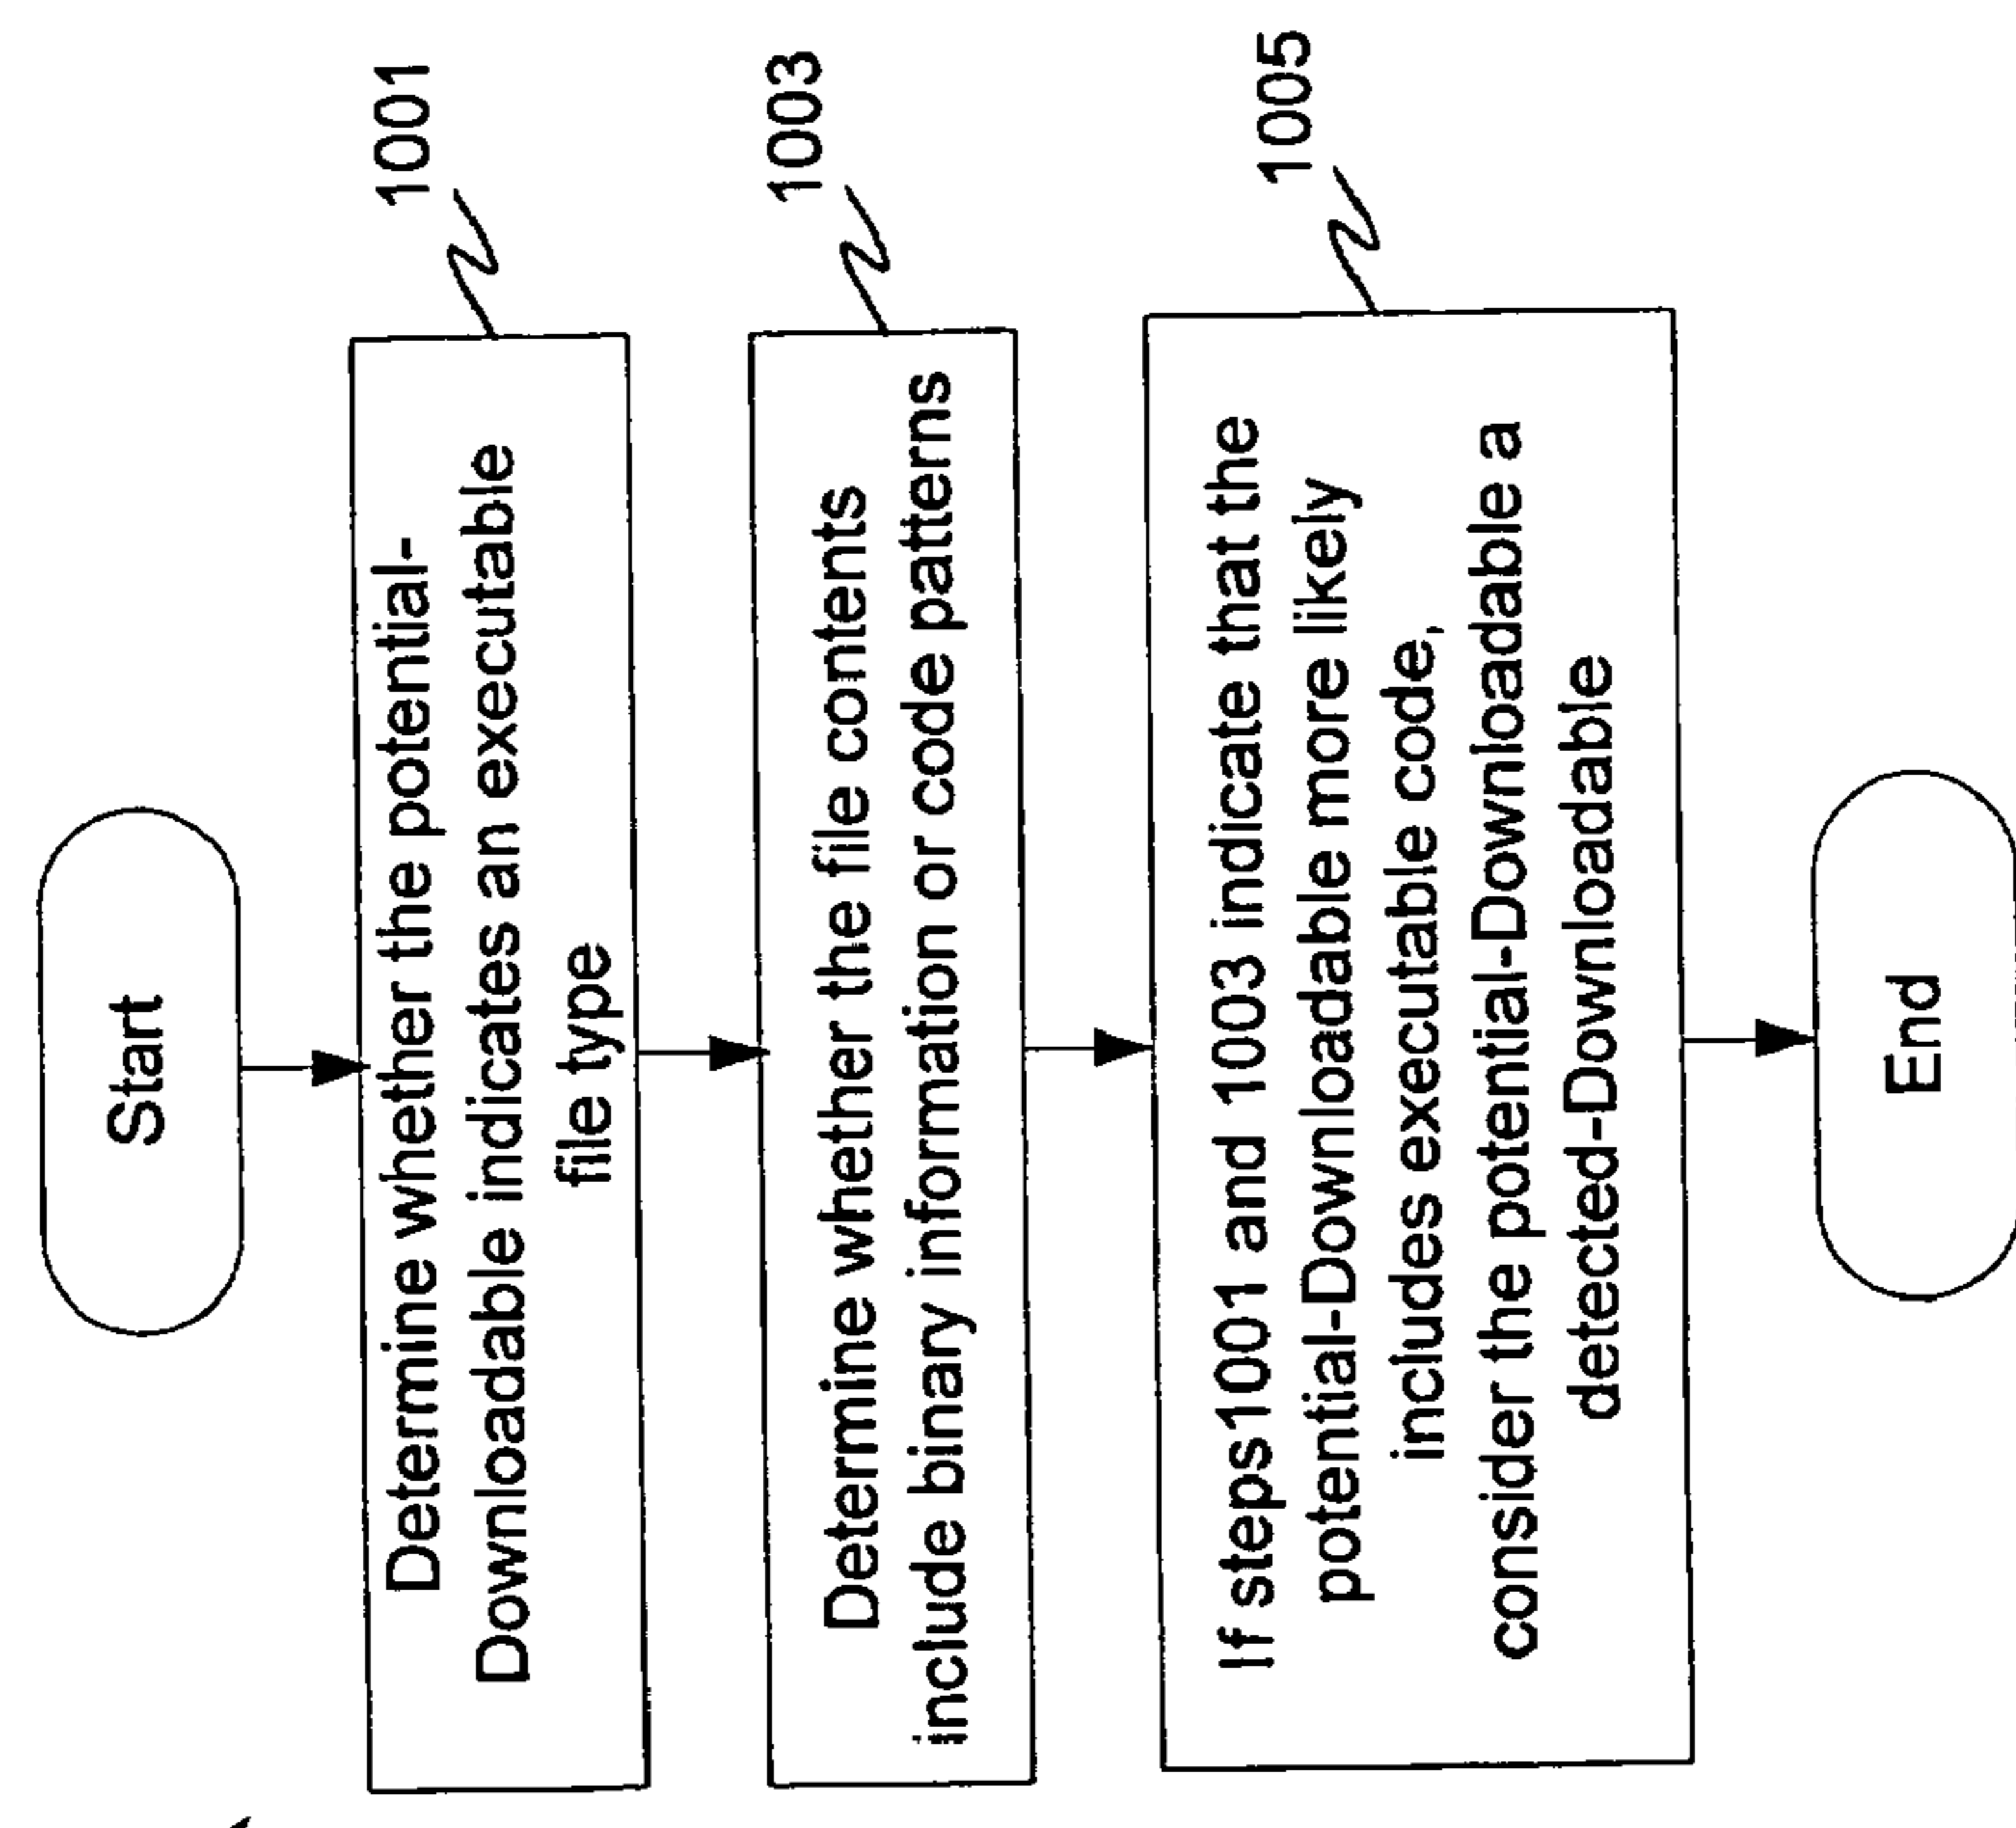 Start
1001
Determine whether the potential-
Downloadable indicates an executable
file type
1003
Determine whether the file contents
include binary information or code patterns
1005
If steps1001 and 1003 indicate that the
potential-Downloadable more likely
includes executable code,
consider the potential-Downloadable a
detected-Downloadable
End